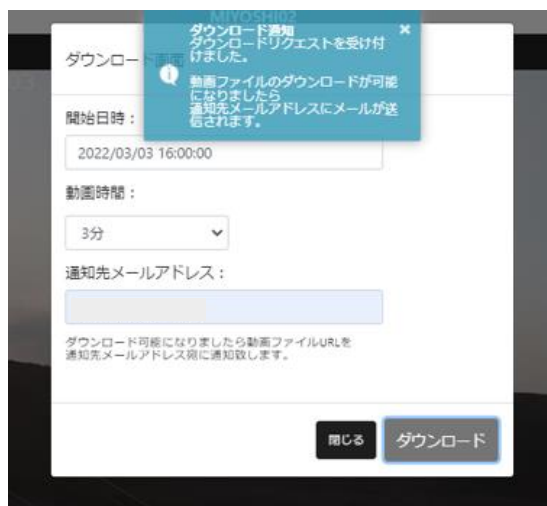 MIYOSHI02
ダウンロード通知
ダウンロードリクエストを受け付
けました。
動画ファイルのダウンロードが可能
になりましたら
通知先メールアドレスにメールが送
信されます。
×
ダウンロード画面
開始日時：
2022/03/03 16:00:00
動画時間：
3分
通知先メールアドレス：
ダウンロード可能になりましたら動画ファイルURLを
通知先メールアドレス宛に通知致します。
閉じる
ダウンロード